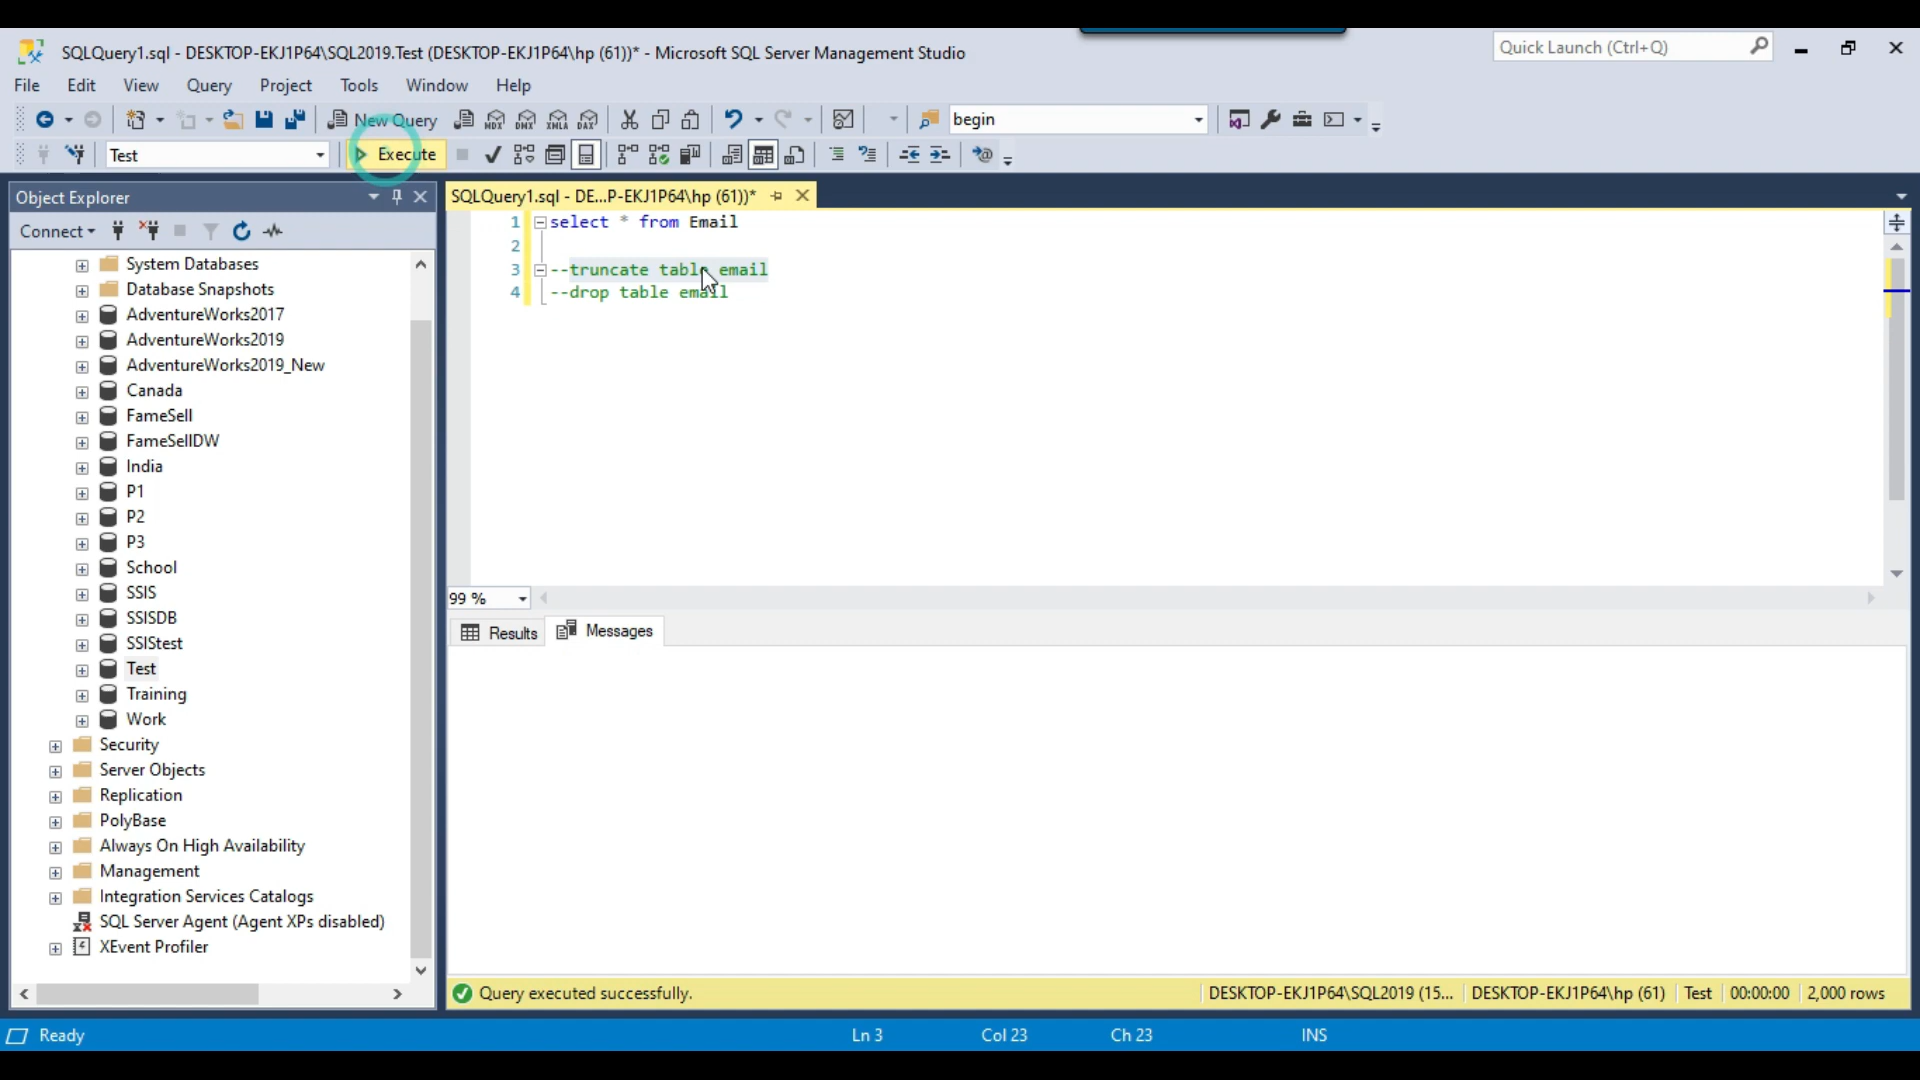 SQLQuery1.sql - DESKTOP-EKJ1P64\SQL2019.Test (DESKTOP-EKJ1P64\hp (61))* - Microsoft SQL Server Management Studio
Quick Launch (Ctrl+Q)
File Edit View Query Project Tools Window Help
New Query
MDX DMX XMLA DAX
begin
Test
Execute
Object Explorer
SQLQuery1.sql - DE...P-EKJ1P64\hp (61))*
Connect
System Databases
Database Snapshots
AdventureWorks2017
AdventureWorks2019
AdventureWorks2019_New
Canada
FameSell
FameSellDW
India
P1
P2
P3
School
SSIS
SSISDB
SSIStest
Test
Training
Work
Security
Server Objects
Replication
PolyBase
Always On High Availability
Management
Integration Services Catalogs
SQL Server Agent (Agent XPs disabled)
XEvent Profiler
1 select * from Email
2
3 --truncate table email
4 --drop table email
99 %
Results Messages
Query executed successfully.
DESKTOP-EKJ1P64\SQL2019 (15... DESKTOP-EKJ1P64\hp (61) Test 00:00:00 2,000 rows
Ready Ln 3 Col 23 Ch 23 INS